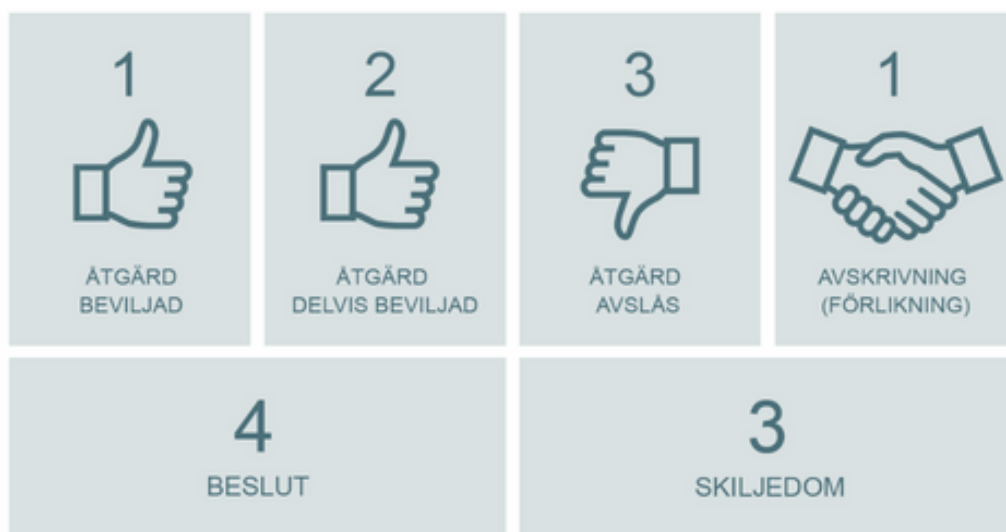 1
ÅTGÄRD
BEVILJAD
2
ÅTGÄRD
DELVIS BEVILJAD
3
ÅTGÄRD
AVSLÅS
1
AVSKRIVNING
(FÖRLIKNING)
4
BESLUT
3
SKILJEDOM